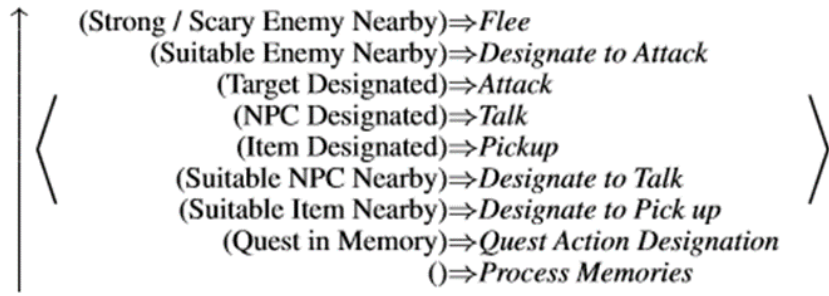 (Strong / Scary Enemy Nearby)⇒Flee
(Suitable Enemy Nearby)⇒Designate to Attack
(Target Designated)⇒Attack
(NPC Designated)⇒Talk
(Item Designated)⇒Pickup
(Suitable NPC Nearby)⇒Designate to Talk
(Suitable Item Nearby)⇒Designate to Pick up
(Quest in Memory)⇒Quest Action Designation
()⇒Process Memories